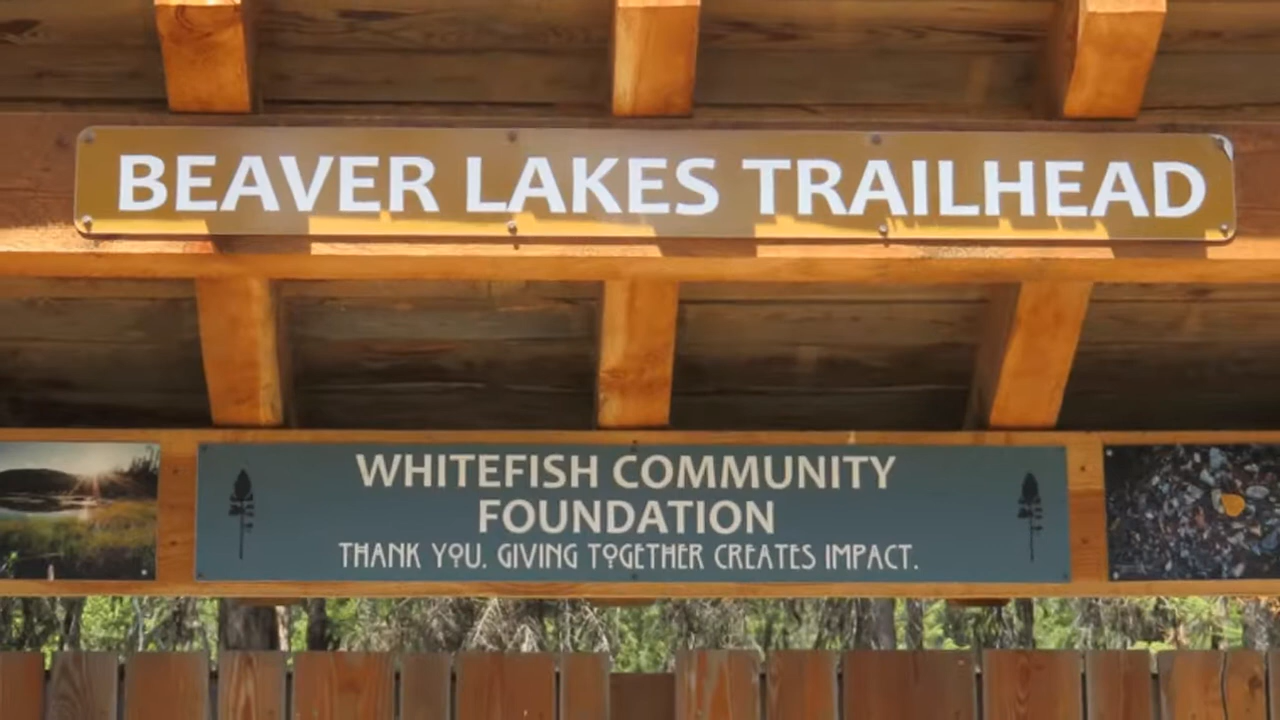 BEAVER LAKES TRAILHEAD
WHITEFISH COMMUNITY
FOUNDATION
THANK YOU. GIVING TOGETHER CREATES IMPACT.